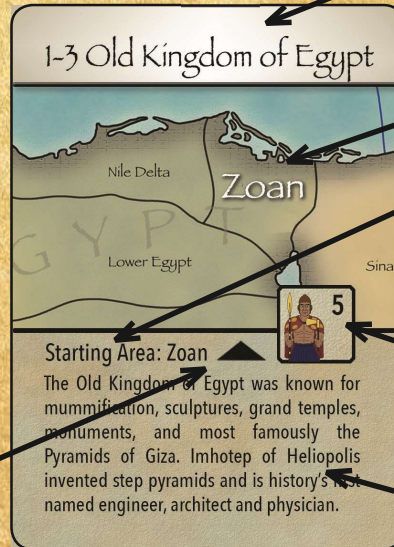 1-3 Old Kingdom of Egypt
Nile Delta
Zoan
EGYPT
Lower Egypt
Sina
5
Starting Area: Zoan
The Old Kingdom of Egypt was known for
mummification, sculptures, grand temples,
monuments, and most famously the
Pyramids of Giza. Imhotep of Heliopolis
invented step pyramids and is history's first
named engineer, architect and physician.